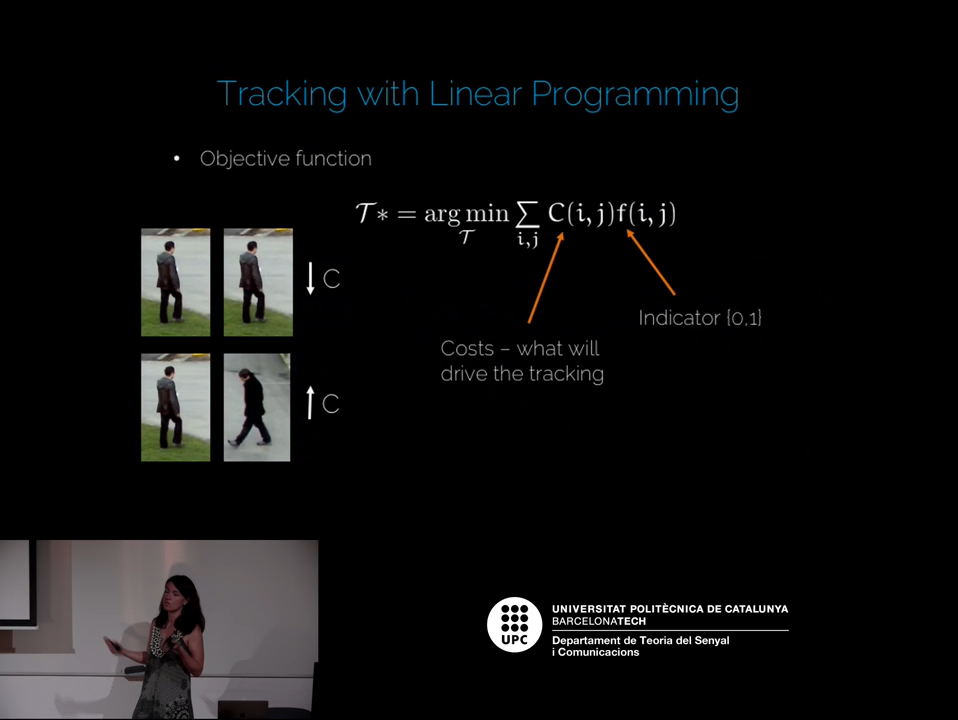 Tracking with Linear Programming
• Objective function
𝒯* = arg min_𝒯 ∑_{i,j} C(i, j)f(i, j)
↓ C
Indicator {0,1}
Costs – what will
drive the tracking
↑ C
UPC
UNIVERSITAT POLITÈCNICA DE CATALUNYA
BARCELONATECH
Departament de Teoria del Senyal
i Comunicacions